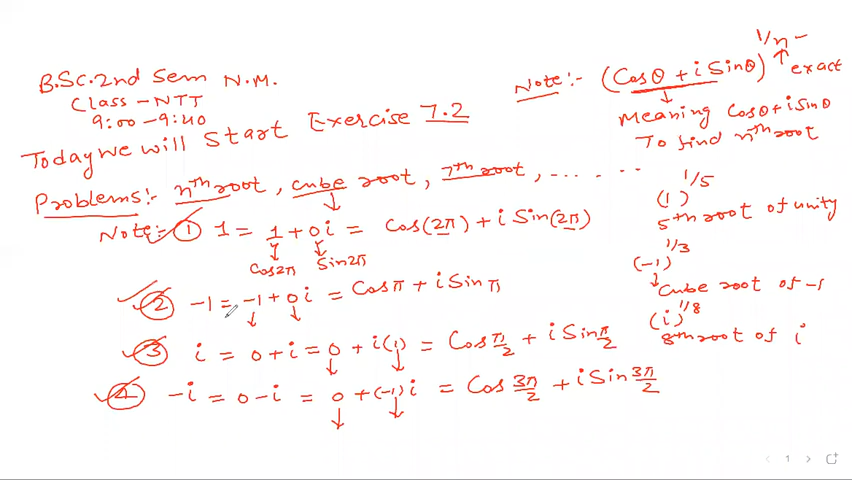 B.Sc. 2nd Sem N.M.
Class - NTT
9:00 - 9:40
Today we will Start Exercise 7.2
Problems:- nth root, cube root, 7th root, .......
Note:- ① 1 = 1 + 0i = Cos(2π) + i Sin(2π)
Cos2π Sin2π
② -1 = -1 + 0i = Cosπ + i Sinπ
③ i = 0 + i = 0 + i(1) = Cos π/2 + i Sin π/2
④ -i = 0 - i = 0 + (-1)i = Cos 3π/2 + i Sin 3π/2
Note:- (Cosθ + i Sinθ)^1/n -
exact
Meaning Cosθ + i Sinθ
To find nth root
(1)^1/5
5th root of unity
(-1)^1/3
Cube root of -1
(i)^1/8
8th root of i
1